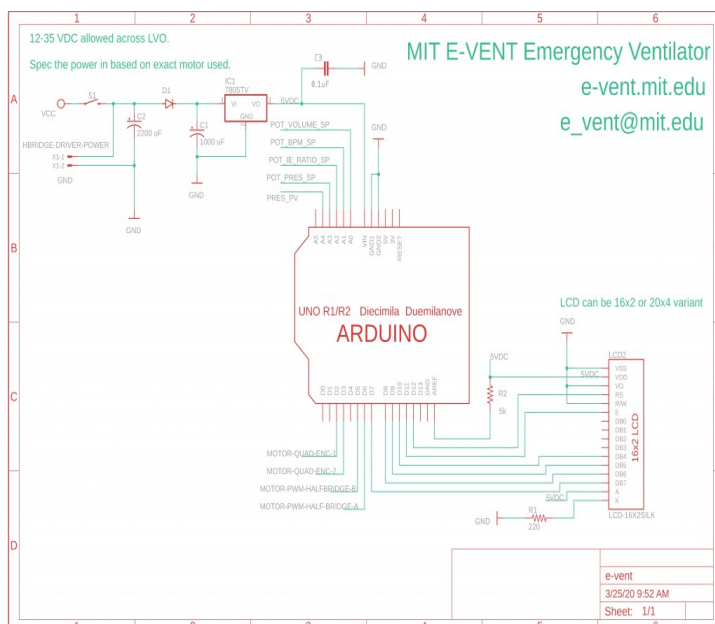 1 2 3 4 5 6
12-35 VDC allowed across LVO.
Spec the power in based on exact motor used.
MIT E-VENT Emergency Ventilator
e-vent.mit.edu
e_vent@mit.edu
A
VCC
S1
D1
IC1
7805TV
VI VO
GND
5VDC
C3
0.1uF
GND
C2
2200 uF
C1
1000 uF
HBRIDGE-DRIVER-POWER
X1-1
X1-2
GND
GND
GND
POT_VOLUME_SP
POT_BPM_SP
POT_IE_RATIO_SP
POT_PRES_SP
PRES_PV
GND
B
A5 A4 A3 A2 A1 A0 VIN GND1 GND2 5V 3V /RESET
UNO R1/R2 Diecimila Duemilanove
ARDUINO
D0 D1 D2 D3 D4 D5 D6 D7 D8 D9 D10 D11 D12 D13 GND AREF
LCD can be 16x2 or 20x4 variant
GND
C
5VDC
R2
5k
LCD2
5VDC
VSS
VDD
VO
RS
R/W
E
DB0
DB1
DB2
DB3
DB4
DB5
DB6
DB7
A
K
16x2 LCD
LCD-16X2SILK
5VDC
MOTOR-QUAD-ENC-1
MOTOR-QUAD-ENC-2
MOTOR-PWM-HALFBRIDGE-B
MOTOR-PWM-HALF-BRIDGE-A
GND
R1
220
D
e-vent
3/25/20 9:52 AM
Sheet: 1/1